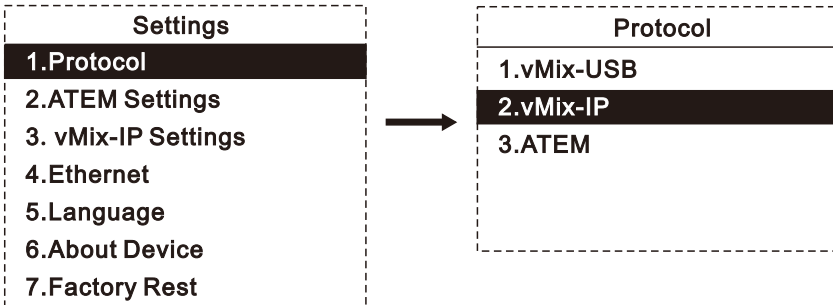 Settings
1.Protocol
2.ATEM Settings
3. vMix-IP Settings
4.Ethernet
5.Language
6.About Device
7.Factory Rest
Protocol
1.vMix-USB
2.vMix-IP
3.ATEM